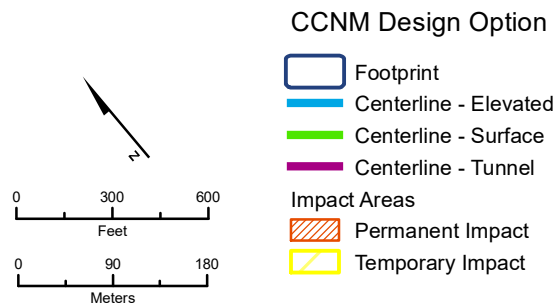 CCNM Design Option
Footprint
Centerline - Elevated
Centerline - Surface
Centerline - Tunnel
Impact Areas
Permanent Impact
Temporary Impact
N
0 300 600
Feet
0 90 180
Meters